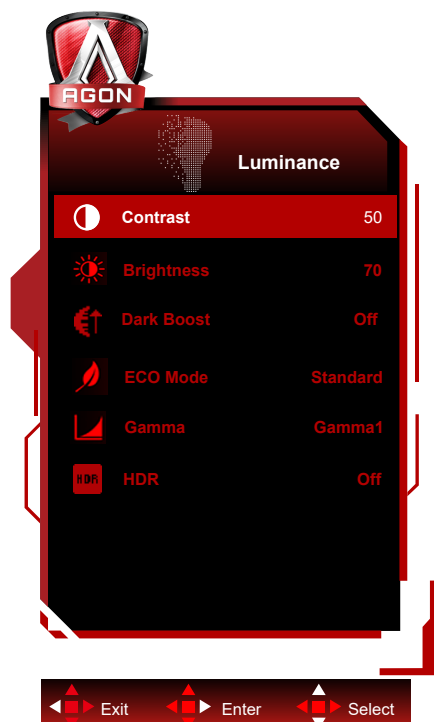 AGON
Luminance
Contrast 50
Brightness 70
Dark Boost Off
ECO Mode Standard
Gamma Gamma1
HDR HDR Off
Exit Enter Select